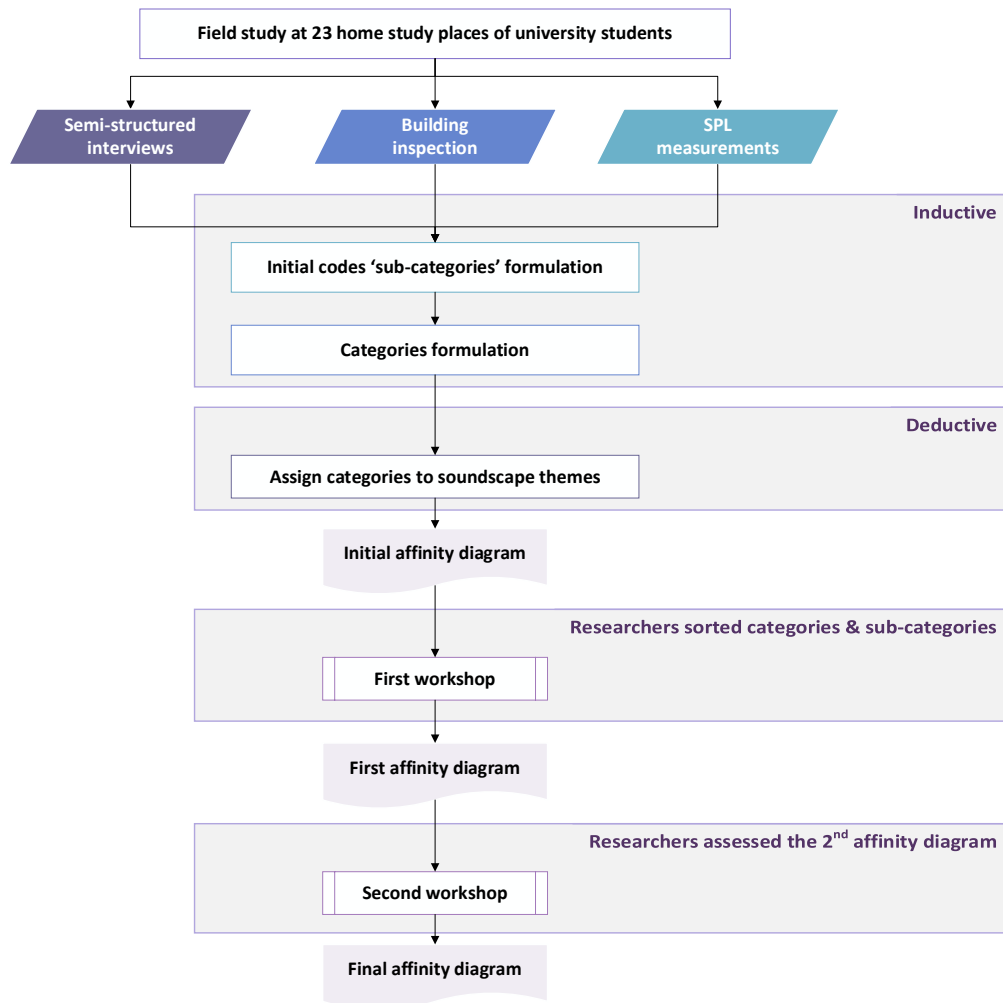 Field study at 23 home study places of university students
Semi-structured
interviews
Building
inspection
SPL
measurements
Inductive
Initial codes ‘sub-categories’ formulation
Categories formulation
Deductive
Assign categories to soundscape themes
Initial affinity diagram
Researchers sorted categories & sub-categories
First workshop
First affinity diagram
Researchers assessed the 2nd affinity diagram
Second workshop
Final affinity diagram